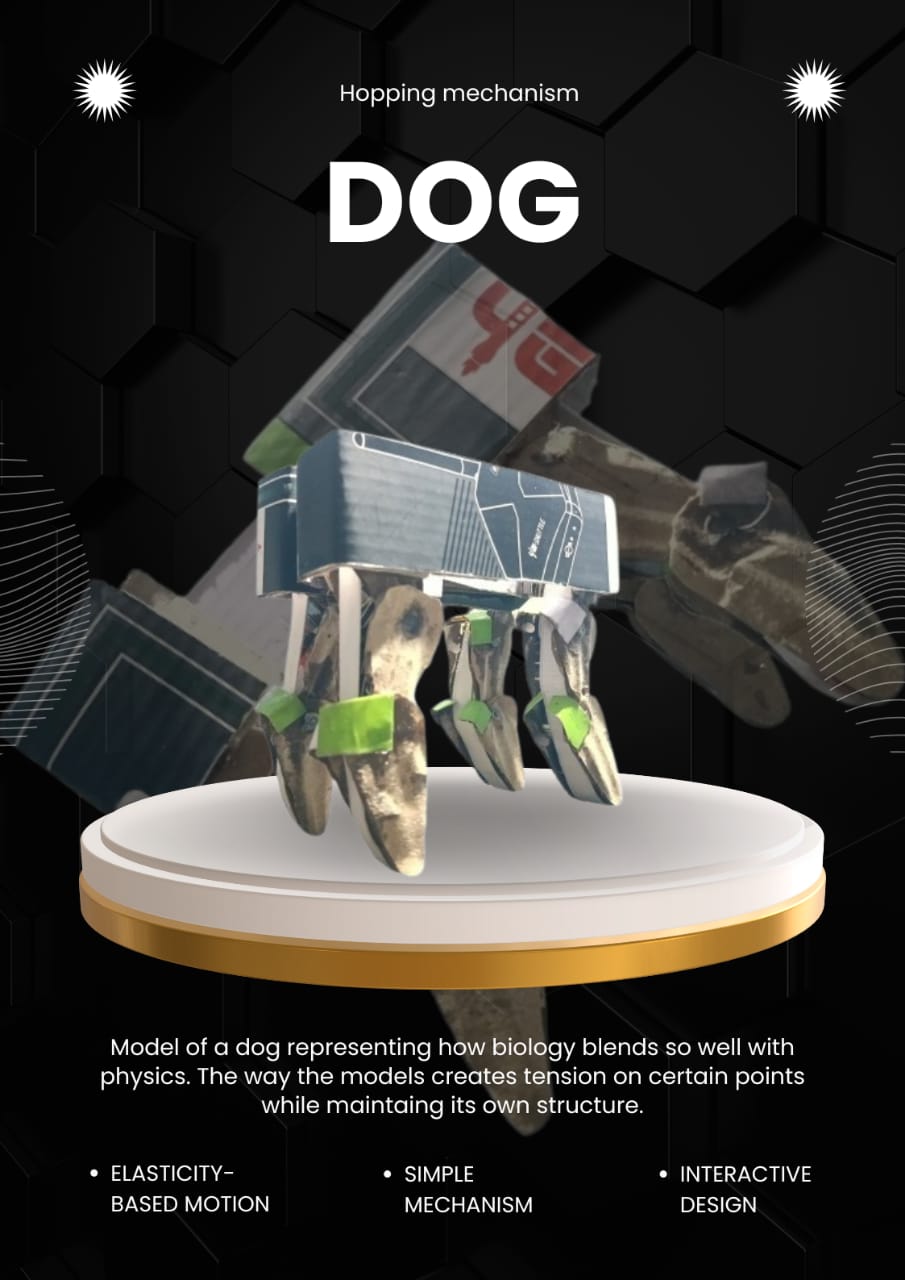 Hopping mechanism
DOG
YG
Model of a dog representing how biology blends so well with
physics. The way the models creates tension on certain points
while maintaing its own structure.
• ELASTICITY-
BASED MOTION
• SIMPLE
MECHANISM
• INTERACTIVE
DESIGN